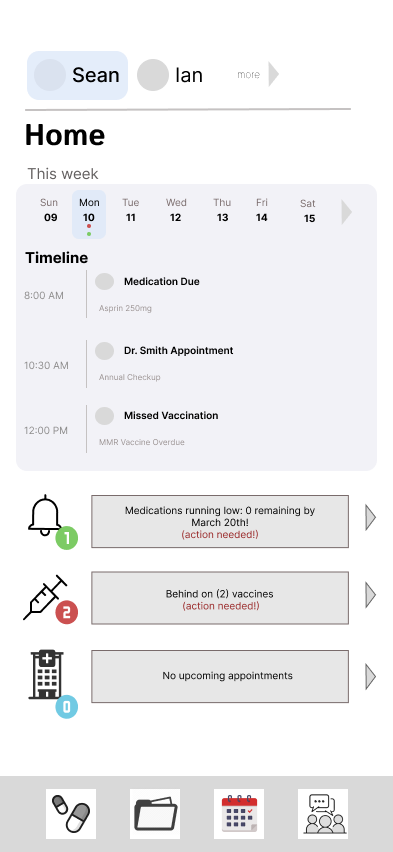 Sean Ian more
Home
This week
Sun Mon Tue Wed Thu Fri Sat
09 10 11 12 13 14 15
Timeline
8:00 AM
Medication Due
Asprin 250mg
10:30 AM
Dr. Smith Appointment
Annual Checkup
12:00 PM
Missed Vaccination
MMR Vaccine Overdue
Medications running low: 0 remaining by
March 20th!
(action needed!)
1
Behind on (2) vaccines
(action needed!)
2
No upcoming appointments
0